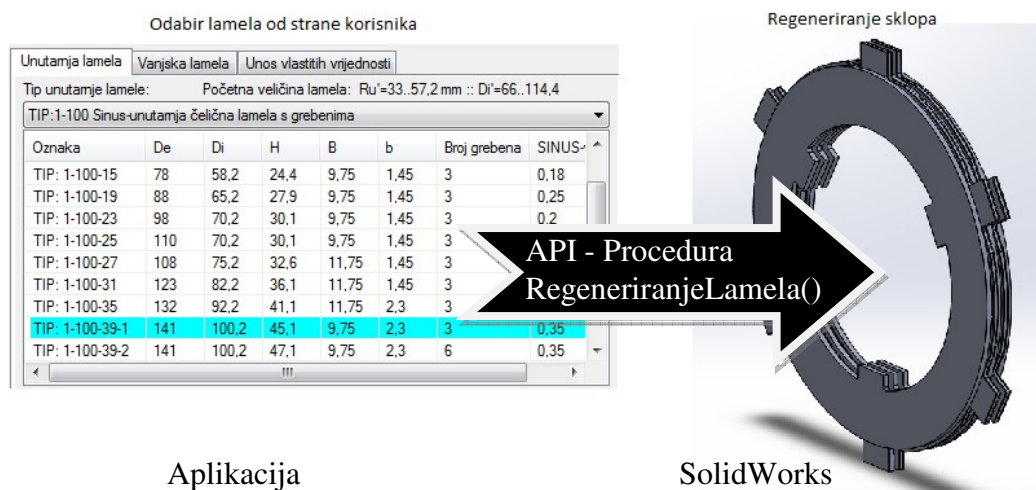 Odabir lamela od strane korisnika
Regeneriranje sklopa
Unutarnja lamela Vanjska lamela Unos vlastitih vrijednosti
Tip unutarnje lamele: Početna veličina lamela: Ru'=33..57,2 mm :: Di'=66..114,4
TIP:1-100 Sinus-unutarnja čelična lamela s grebenima
Oznaka De Di H B b Broj grebena SINUS-
TIP: 1-100-15 78 58,2 24,4 9,75 1,45 3 0,18
TIP: 1-100-19 88 65,2 27,9 9,75 1,45 3 0,25
TIP: 1-100-23 98 70,2 30,1 9,75 1,45 3 0.2
TIP: 1-100-25 110 70,2 30,1 9,75 1,45 3
TIP: 1-100-27 108 75,2 32,6 11,75 1,45 3
TIP: 1-100-31 123 82,2 36,1 11,75 1,45 3
TIP: 1-100-35 132 92,2 41,1 11,75 2,3 3
TIP: 1-100-39-1 141 100,2 45,1 9,75 2,3 3 0,35
TIP: 1-100-39-2 141 100,2 47,1 9,75 2,3 6 0,35
API - Procedura
RegeneriranjeLamela()
Aplikacija
SolidWorks